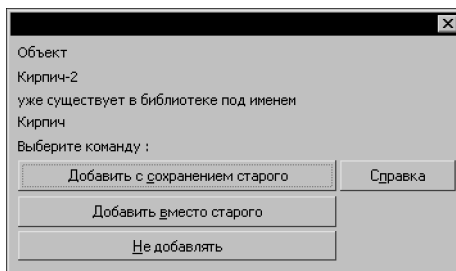 Объект
Кирпич-2
уже существует в библиотеке под именем
Кирпич
Выберите команду :
Добавить с сохранением старого
Справка
Добавить вместо старого
Не добавлять